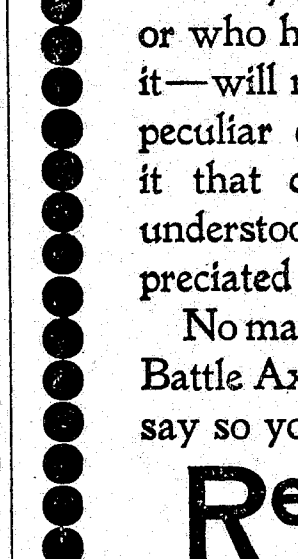 or who h
it—will
peculiar
it that
understoo
preciated
No ma
Battle Ax
say so yo
Re